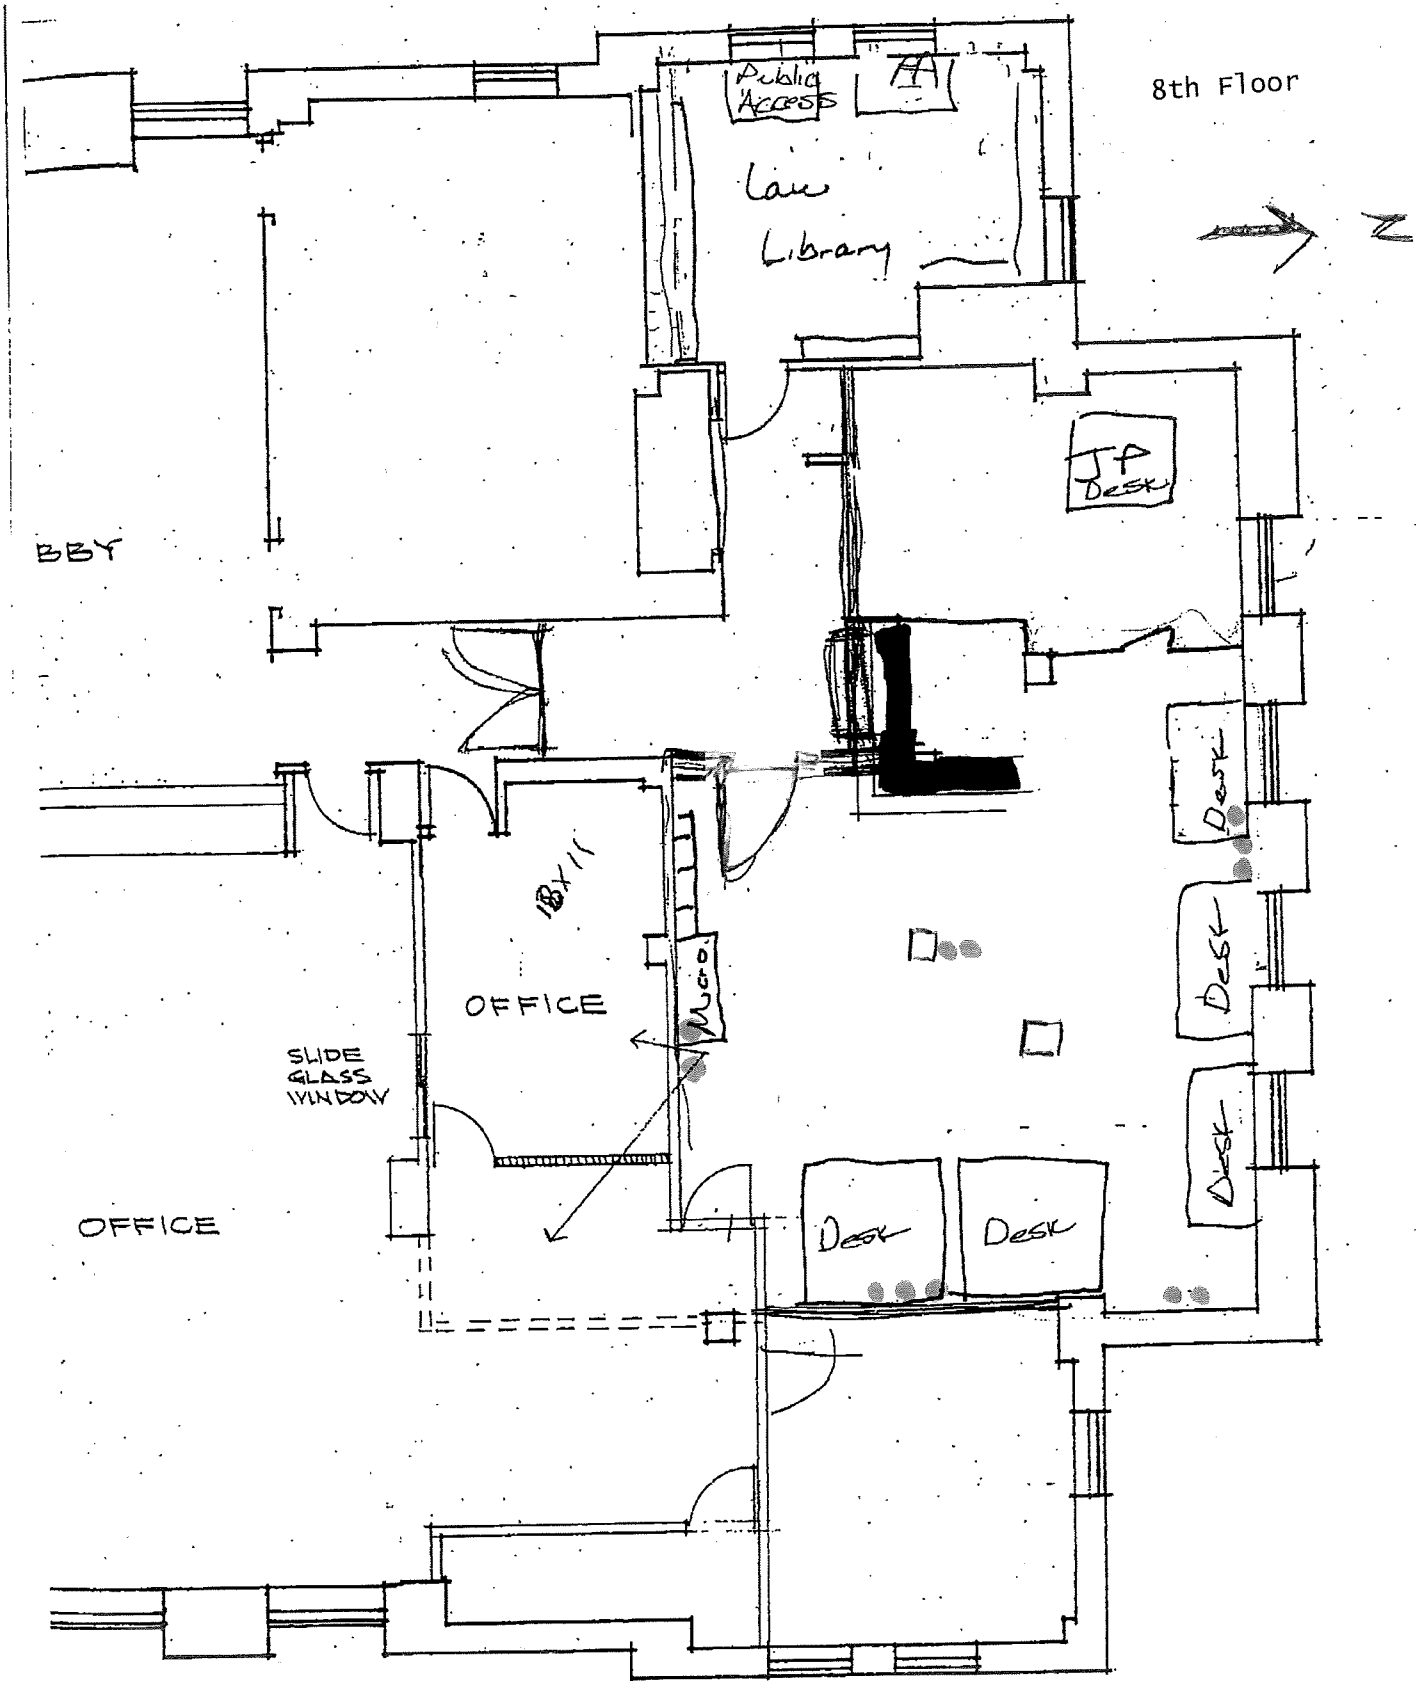 8th Floor
Public
Access
AA
Law
Library
Z
JP
Desk
BBY
Desk
18X11
Desk
Micro.
OFFICE
SLIDE
GLASS
WINDOW
Desk
OFFICE
Desk
Desk